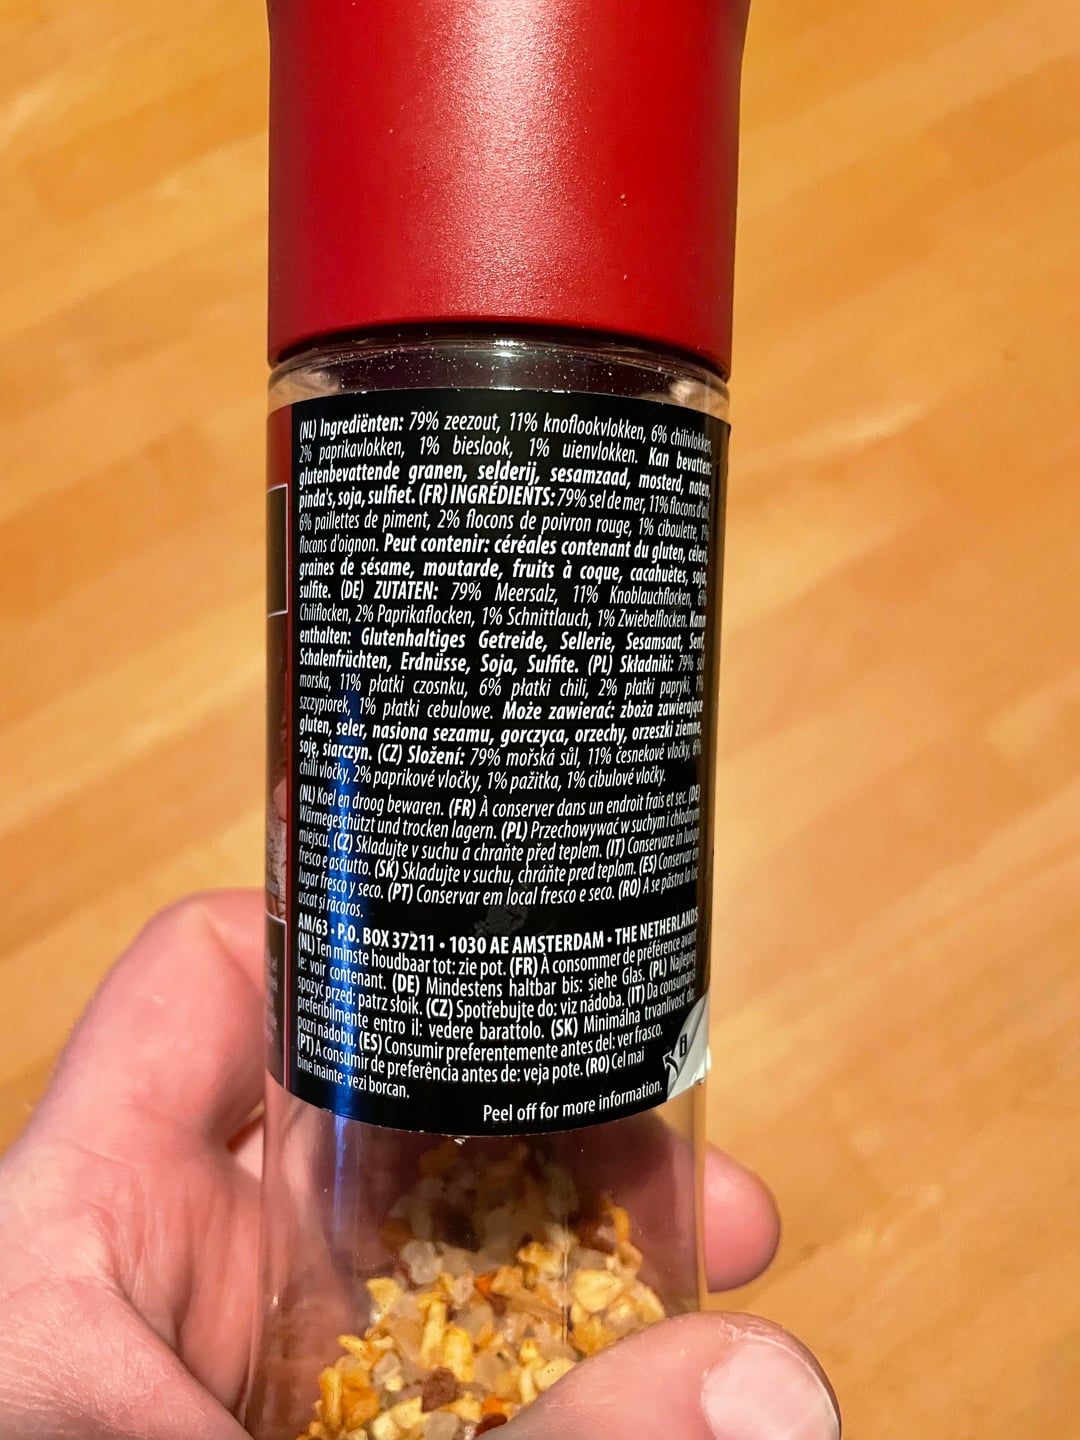 (NL) Ingrediënten: 79% zeezout, 11% knoflookvlokken, 6% chilivlokken,
2% paprikavlokken, 1% bieslook, 1% uienvlokken. Kan bevatten:
glutenbevattende granen, selderij, sesamzaad, mosterd, noten,
pinda's, soja, sulfiet. (FR) INGRÉDIENTS: 79% sel de mer, 11% flocons d'ail,
6% paillettes de piment, 2% flocons de poivron rouge, 1% ciboulette, 1%
flocons d'oignon. Peut contenir: céréales contenant du gluten, céleri,
graines de sésame, moutarde, fruits à coque, cacahuètes, soja,
sulfite. (DE) ZUTATEN: 79% Meersalz, 11% Knoblauchflocken, 6%
Chiliflocken, 2% Paprikaflocken, 1% Schnittlauch, 1% Zwiebelflocken. Kann
enthalten: Glutenhaltiges Getreide, Sellerie, Sesamsaat, Senf,
Schalenfrüchten, Erdnüsse, Soja, Sulfite. (PL) Składniki: 79% sól
morska, 11% płatki czosnku, 6% płatki chili, 2% płatki papryki, 1%
szczypiorek, 1% płatki cebulowe. Może zawierać: zboża zawierające
gluten, seler, nasiona sezamu, gorczyca, orzechy, orzeszki ziemne,
soję, siarczyn. (CZ) Složení: 79% mořská sůl, 11% česnekové vločky, 6%
chilli vločky, 2% paprikové vločky, 1% pažitka, 1% cibulové vločky.
(NL) Koel en droog bewaren. (FR) À conserver dans un endroit frais et sec. (DE)
Wärmegeschützt und trocken lagern. (PL) Przechowywać w suchym i chłodnym
miejscu. (CZ) Skladujte v suchu a chraňte před teplem. (IT) Conservare in luogo
fresco e asciutto. (SK) Skladujte v suchu, chráňte pred teplom. (ES) Conservar en
lugar fresco y seco. (PT) Conservar em local fresco e seco. (RO) A se păstra la loc
uscat și răcoros.
AM/63 • P.O. BOX 37211 • 1030 AE AMSTERDAM • THE NETHERLANDS
(NL) Ten minste houdbaar tot: zie pot. (FR) À consommer de préférence avant
le: voir contenant. (DE) Mindestens haltbar bis: siehe Glas. (PL) Najlepiej
spożyć przed: patrz słoik. (CZ) Spotřebujte do: viz nádoba. (IT) Da consumarsi
preferibilmente entro il: vedere barattolo. (SK) Minimálna trvanlivosť do:
pozri nádobu. (ES) Consumir preferentemente antes del: ver frasco.
(PT) A consumir de preferência antes de: veja pote. (RO) Cel mai
bine înainte: vezi borcan.
Peel off for more information.